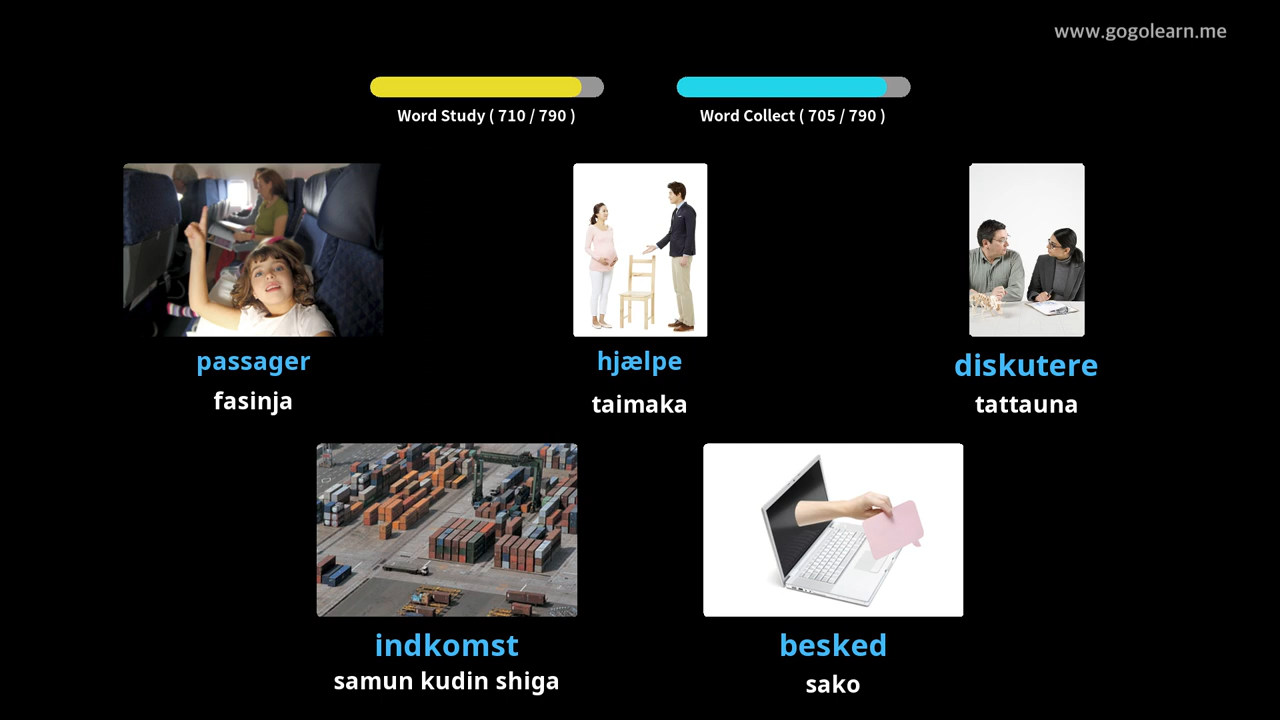 www.gogolearn.me
Word Study ( 710 / 790 )
Word Collect ( 705 / 790 )
passager
fasinja
hjælpe
taimaka
diskutere
tattauna
indkomst
samun kudin shiga
besked
sako